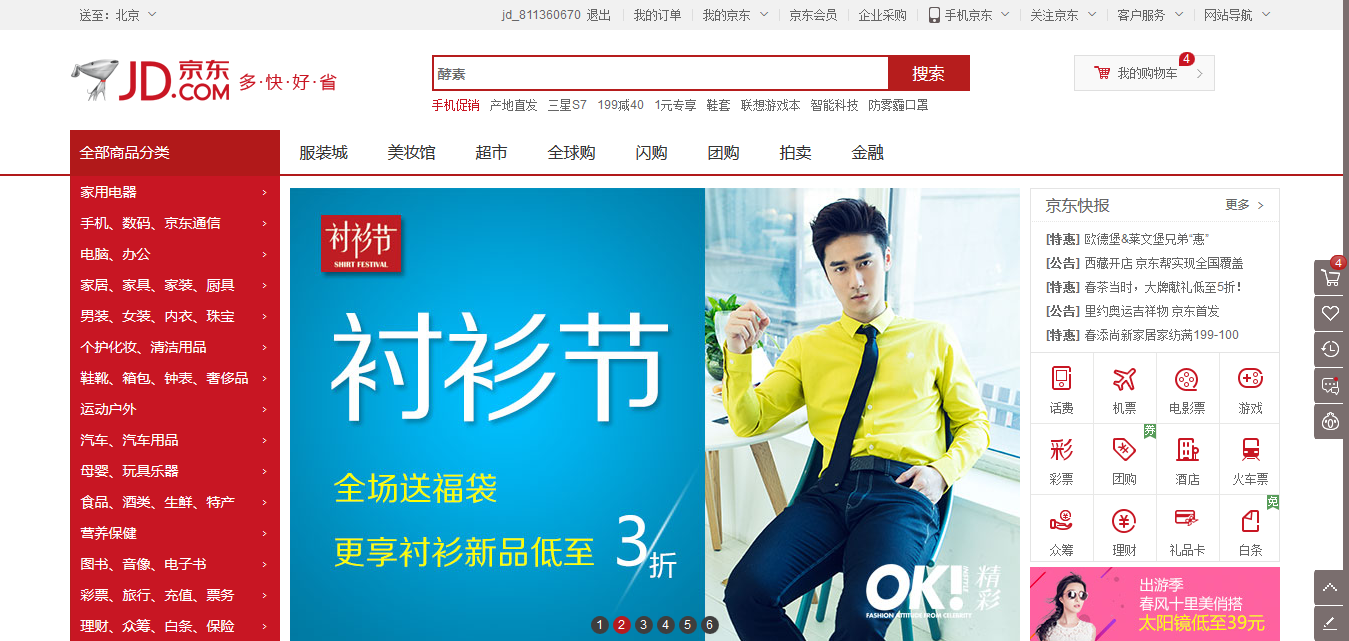 送至：北京
jd_811360670 退出 我的订单 我的京东 京东会员 企业采购 手机京东 关注京东 客户服务 网站导航
JD.COM 京东
多·快·好·省
酵素
搜索
我的购物车 4
手机促销 产地直发 三星S7 199减40 1元专享 鞋套 联想游戏本 智能科技 防雾霾口罩
全部商品分类 服装城 美妆馆 超市 全球购 闪购 团购 拍卖 金融
家用电器 >
手机、数码、京东通信 >
电脑、办公 >
家居、家具、家装、厨具 >
男装、女装、内衣、珠宝 >
个护化妆、清洁用品 >
鞋靴、箱包、钟表、奢侈品 >
运动户外 >
汽车、汽车用品 >
母婴、玩具乐器 >
食品、酒类、生鲜、特产 >
营养保健 >
图书、音像、电子书 >
彩票、旅行、充值、票务 >
理财、众筹、白条、保险 >
衬衫节
SHIRT FESTIVAL
衬衫节
全场送福袋
更享衬衫新品低至 3折
OK! 精彩
FASHION ATTITUDE FROM CELEBRITY
1 2 3 4 5 6
京东快报 更多 >
[特惠] 欧德堡&莱文堡兄弟“惠”
[公告] 西藏开店 京东帮实现全国覆盖
[特惠] 春茶当时，大牌献礼低至5折！
[公告] 里约奥运吉祥物 京东首发
[特惠] 春添尚新家居家纺满199-100
话费 机票 电影票 游戏
券
彩票 团购 酒店 火车票
免
众筹 理财 礼品卡 白条
出游季
春风十里美俏搭
太阳镜低至39元
4